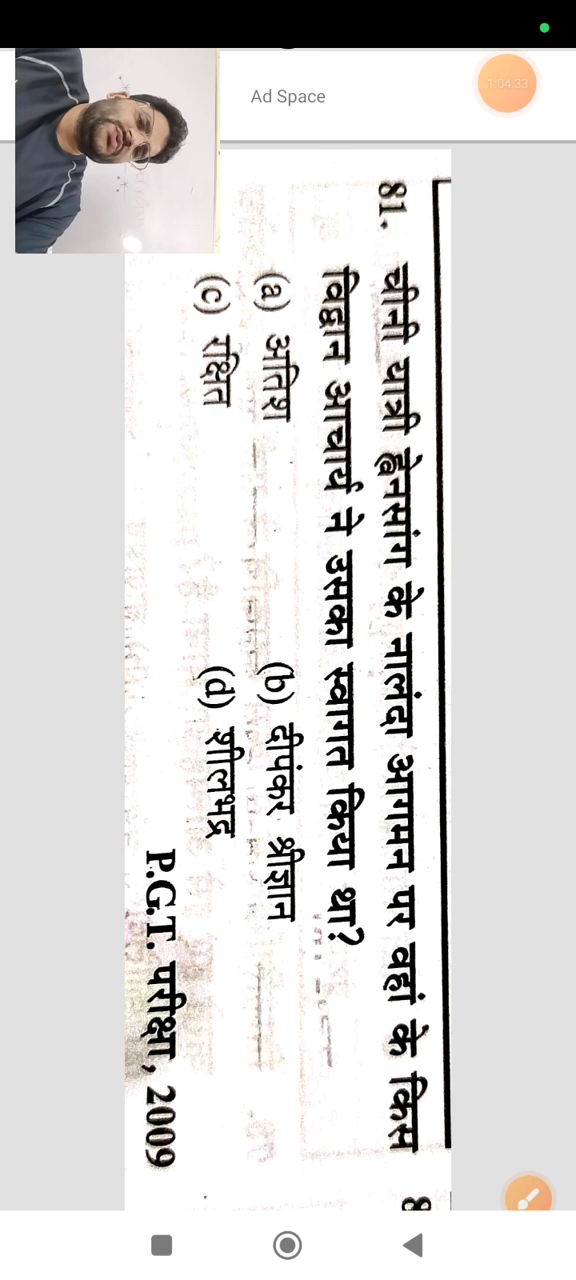 Ad Space
1:04:33
81. चीनी यात्री ह्वेनसांग के नालंदा आगमन पर वहां के किस
विद्वान आचार्य ने उसका स्वागत किया था?
(a) अतिश (b) दीपंकर श्रीज्ञान
(c) रक्षित (d) शीलभद्र
P.G.T. परीक्षा, 2009
8